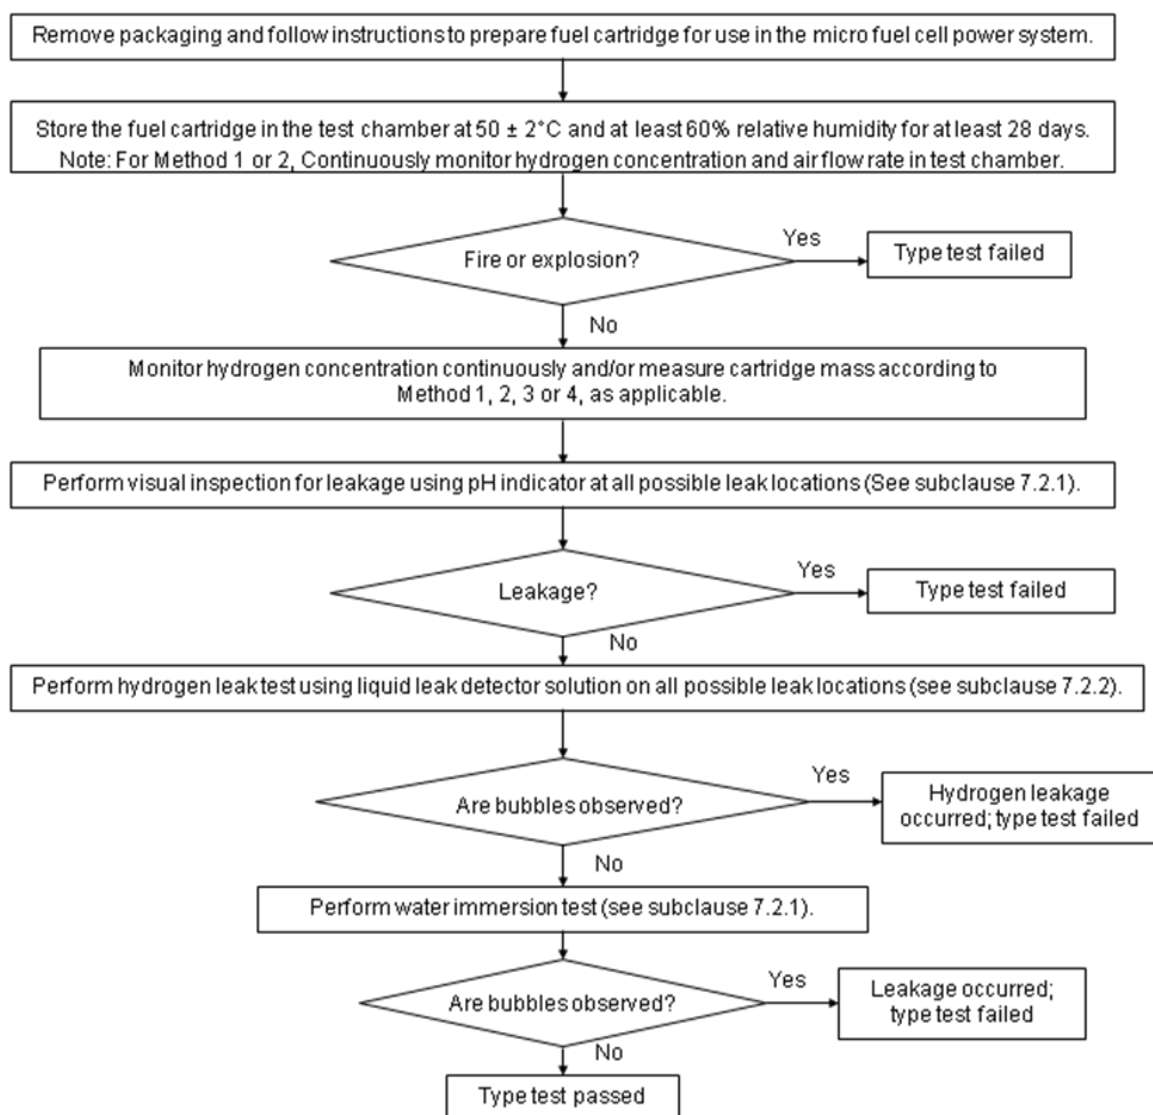 Remove packaging and follow instructions to prepare fuel cartridge for use in the micro fuel cell power system.
Store the fuel cartridge in the test chamber at 50 ± 2°C and at least 60% relative humidity for at least 28 days.
Note: For Method 1 or 2, Continuously monitor hydrogen concentration and air flow rate in test chamber.
Fire or explosion?
Yes
Type test failed
No
Monitor hydrogen concentration continuously and/or measure cartridge mass according to
Method 1, 2, 3 or 4, as applicable.
Perform visual inspection for leakage using pH indicator at all possible leak locations (See subclause 7.2.1).
Leakage?
Yes
Type test failed
No
Perform hydrogen leak test using liquid leak detector solution on all possible leak locations (see subclause 7.2.2).
Are bubbles observed?
Yes
Hydrogen leakage
occurred; type test failed
No
Perform water immersion test (see subclause 7.2.1).
Are bubbles observed?
Yes
Leakage occurred;
type test failed
No
Type test passed